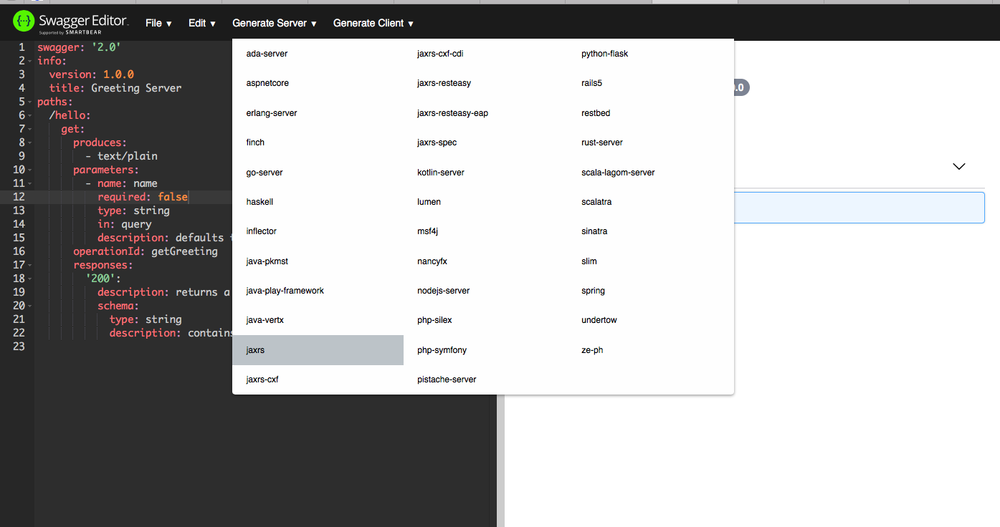 Swagger Editor.
Supported by SMARTBEAR
File ▼ Edit ▼ Generate Server ▼ Generate Client ▼
1 swagger: '2.0'
2 info:
3 version: 1.0.0
4 title: Greeting Server
5 paths:
6 /hello:
7 get:
8 produces:
9 - text/plain
10 parameters:
11 - name: name
12 required: false
13 type: string
14 in: query
15 description: defaults
16 operationId: getGreeting
17 responses:
18 '200':
19 description: returns a
20 schema:
21 type: string
22 description: contains
23
ada-server
aspnetcore
erlang-server
finch
go-server
haskell
inflector
java-pkmst
java-play-framework
java-vertx
jaxrs
jaxrs-cxf
jaxrs-cxf-cdi
jaxrs-resteasy
jaxrs-resteasy-eap
jaxrs-spec
kotlin-server
lumen
msf4j
nancyfx
nodejs-server
php-silex
php-symfony
pistache-server
python-flask
rails5
restbed
rust-server
scala-lagom-server
scalatra
sinatra
slim
spring
undertow
ze-ph
.0